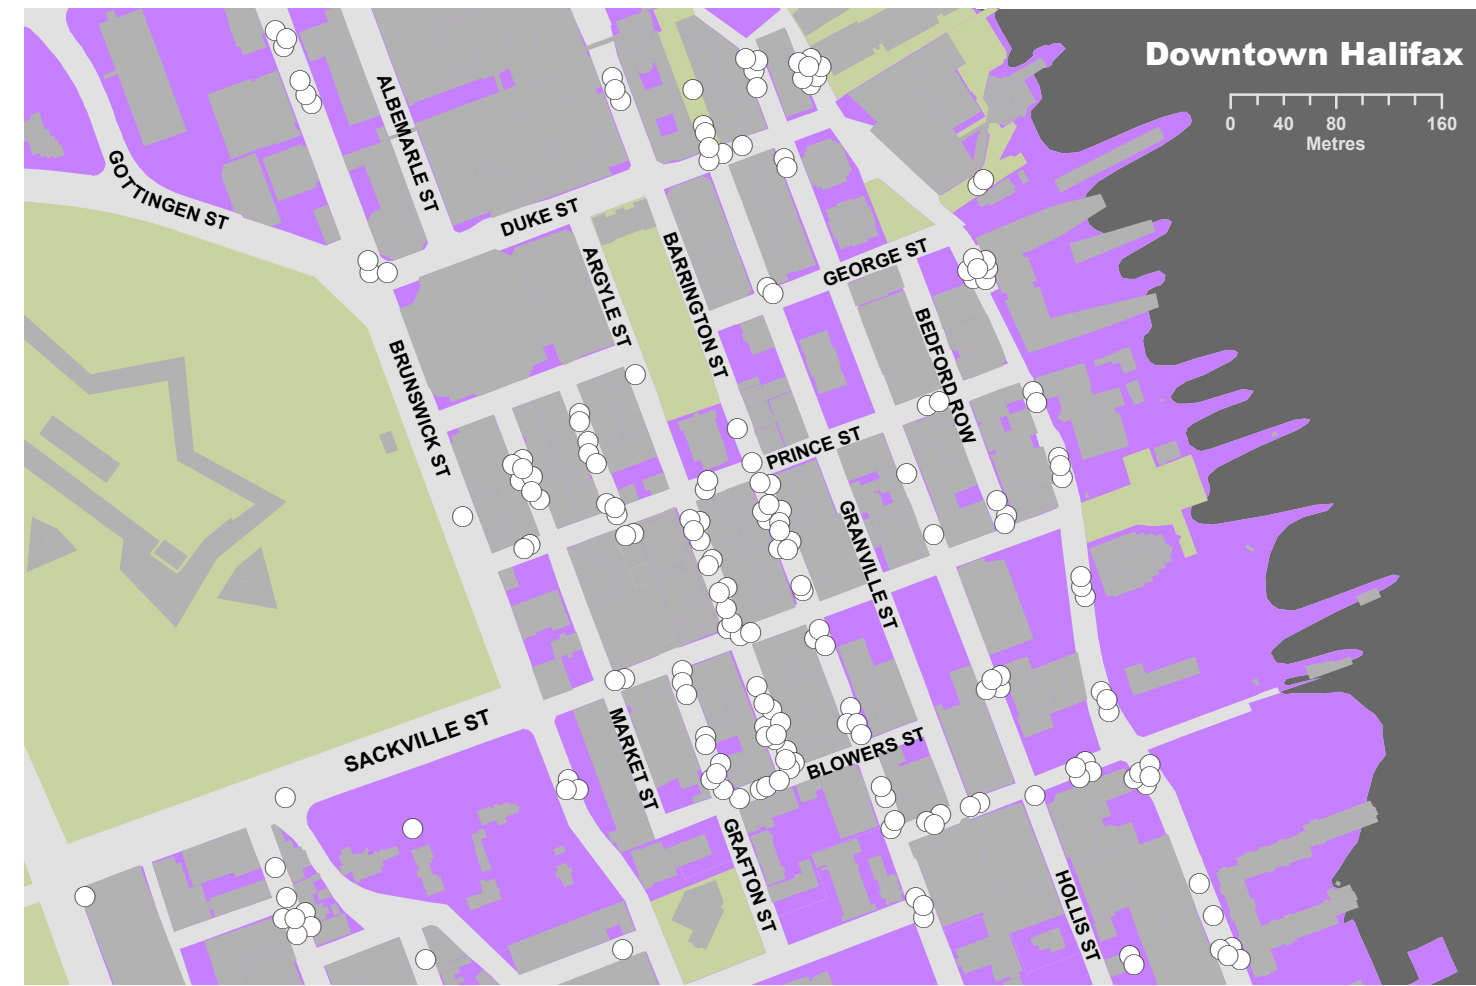 Downtown Halifax
0 40 80 160
Metres
ALBEMARLE ST
GOTTINGEN ST
DUKE ST
ARGYLE ST
BARRINGTON ST
GEORGE ST
BEDFORD ROW
BRUNSWICK ST
PRINCE ST
GRANVILLE ST
SACKVILLE ST
MARKET ST
BLOWERS ST
GRAFTON ST
HOLLIS ST